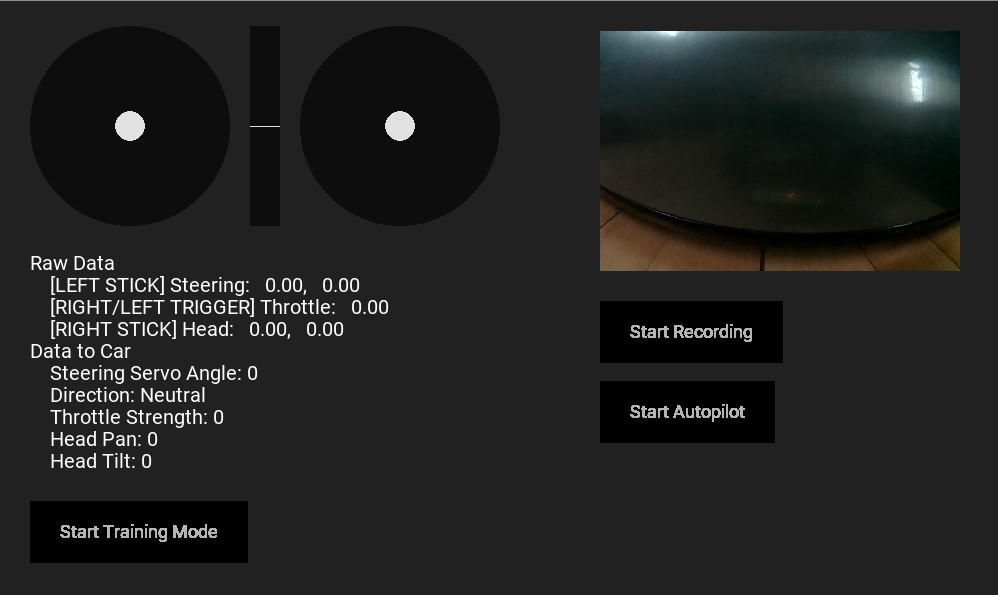 Raw Data
[LEFT STICK] Steering: 0.00, 0.00
[RIGHT/LEFT TRIGGER] Throttle: 0.00
[RIGHT STICK] Head: 0.00, 0.00
Data to Car
Steering Servo Angle: 0
Direction: Neutral
Throttle Strength: 0
Head Pan: 0
Head Tilt: 0
Start Training Mode
Start Recording
Start Autopilot